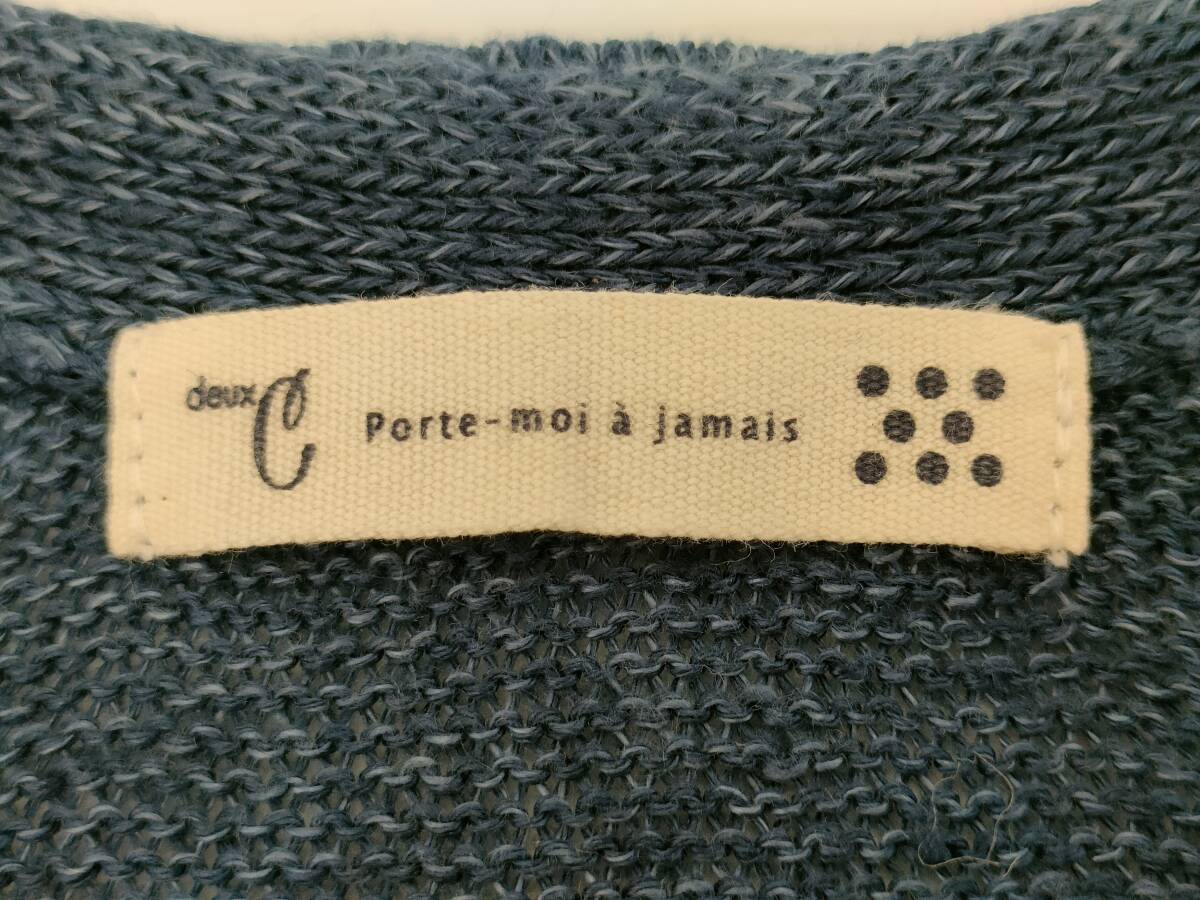 deux C
Porte-moi à jamais